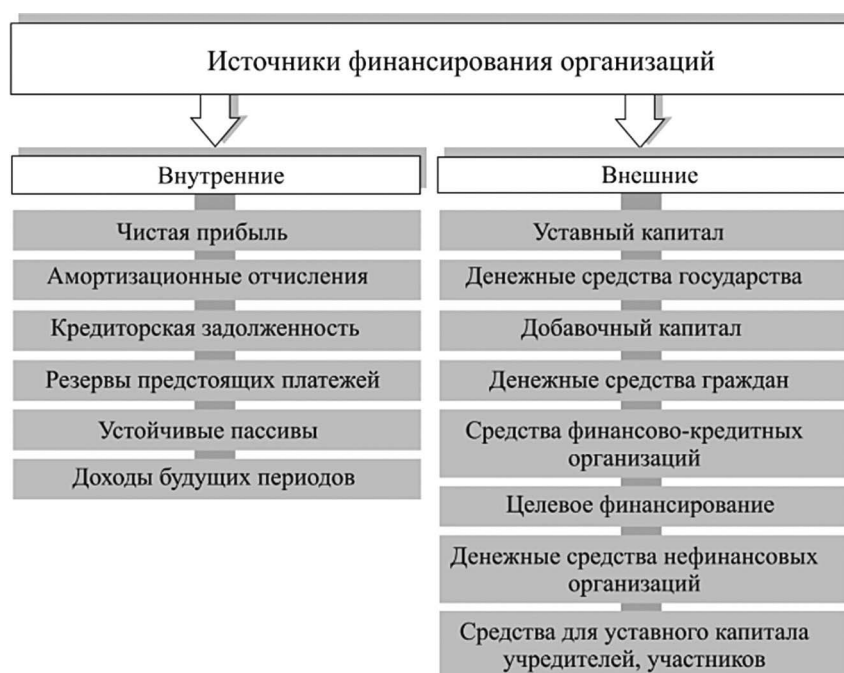 Источники финансирования организаций
Внутренние
Чистая прибыль
Амортизационные отчисления
Кредиторская задолженность
Резервы предстоящих платежей
Устойчивые пассивы
Доходы будущих периодов
Внешние
Уставный капитал
Денежные средства государства
Добавочный капитал
Денежные средства граждан
Средства финансово-кредитных
организаций
Целевое финансирование
Денежные средства нефинансовых
организаций
Средства для уставного капитала
учредителей, участников